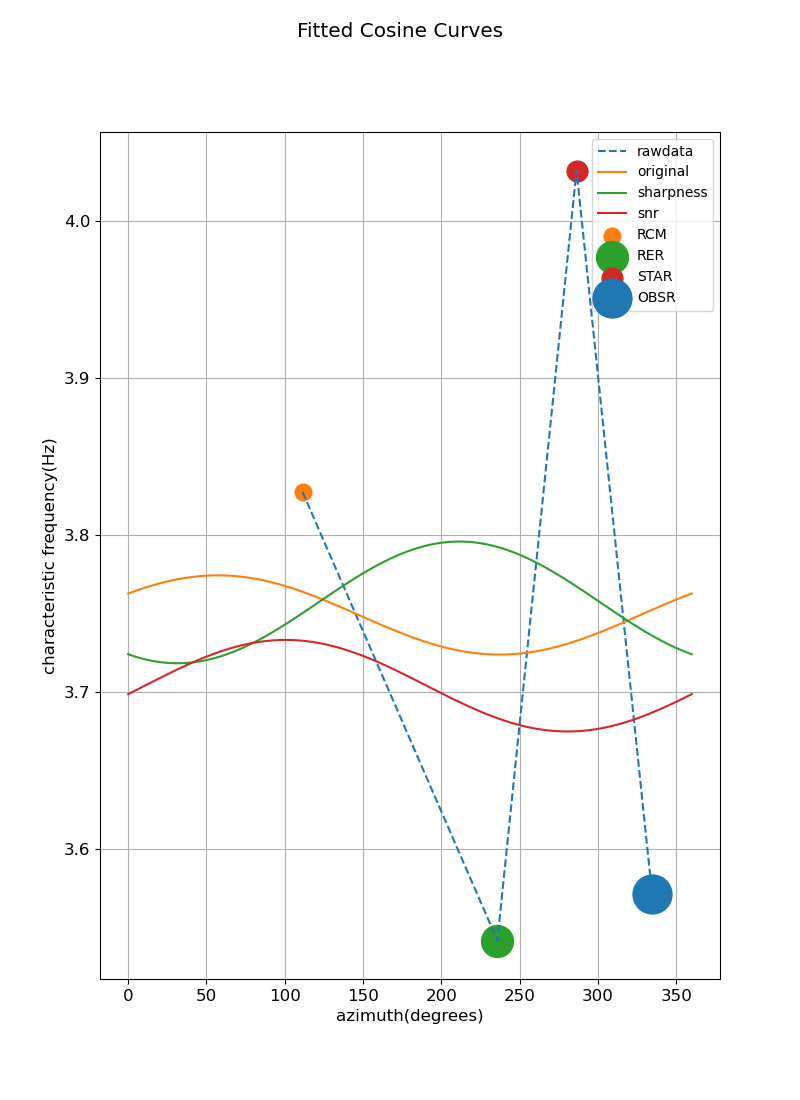 Fitted Cosine Curves
rawdata
original
sharpness
snr
RCM
RER
STAR
OBSR
4.0
3.9
3.8
3.7
3.6
characteristic frequency(Hz)
0 50 100 150 200 250 300 350
azimuth(degrees)